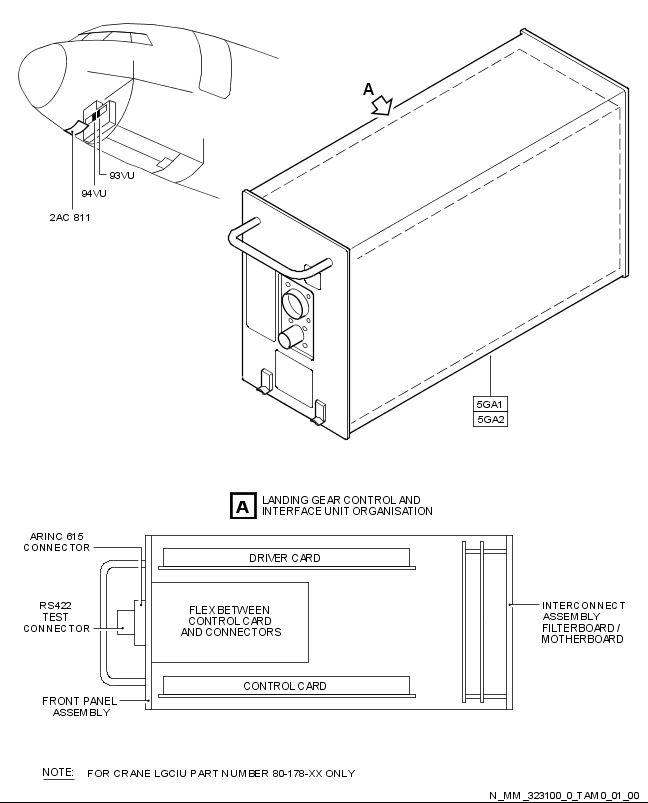 A
93VU
94VU
2AC 811
5GA1
5GA2
A
LANDING GEAR CONTROL AND
INTERFACE UNIT ORGANISATION
ARINC 615
CONNECTOR
DRIVER CARD
RS422
TEST
CONNECTOR
FLEX BETWEEN
CONTROL CARD
AND CONNECTORS
INTERCONNECT
ASSEMBLY
FILTERBOARD /
MOTHERBOARD
CONTROL CARD
FRONT PANEL
ASSEMBLY
NOTE: FOR CRANE LGCIU PART NUMBER 80-178-XX ONLY
N_MM_323100_0_TAM0_01_00